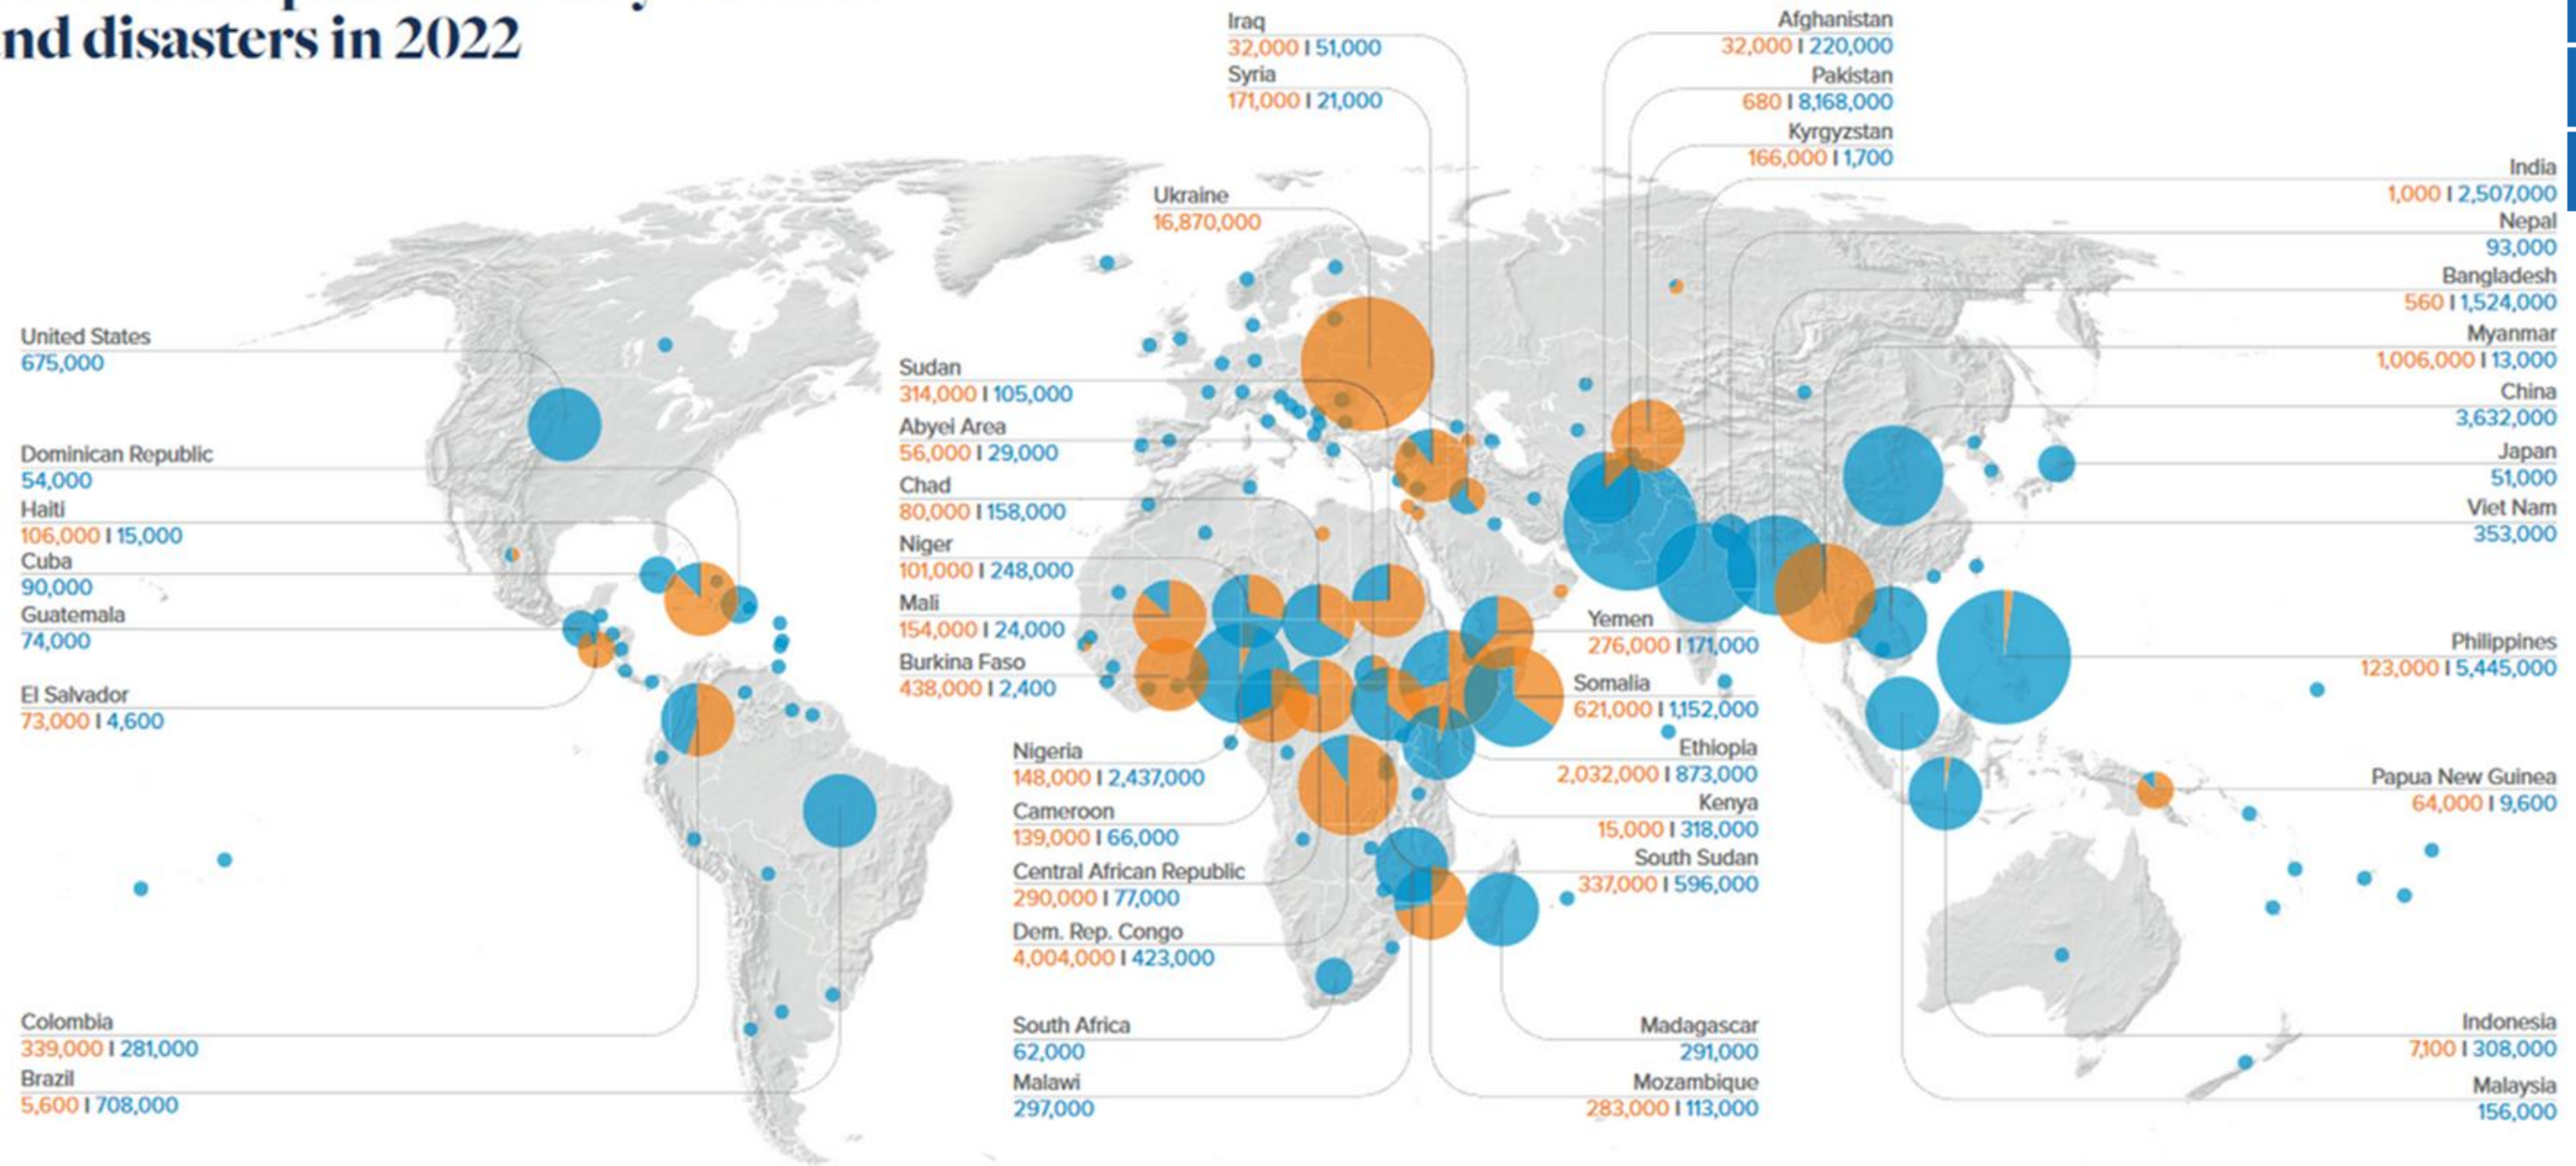 and disasters in 2022
Iraq
32,000 | 51,000
Syria
171,000 | 21,000
Afghanistan
32,000 | 220,000
Pakistan
680 | 8,168,000
Kyrgyzstan
166,000 | 1,700
Ukraine
16,870,000
India
1,000 | 2,507,000
Nepal
93,000
Bangladesh
560 | 1,524,000
Myanmar
1,006,000 | 13,000
China
3,632,000
Japan
51,000
Viet Nam
353,000
Philippines
123,000 | 5,445,000
Papua New Guinea
64,000 | 9,600
Indonesia
7,100 | 308,000
Malaysia
156,000
United States
675,000
Dominican Republic
54,000
Haiti
106,000 | 15,000
Cuba
90,000
Guatemala
74,000
El Salvador
73,000 | 4,600
Colombia
339,000 | 281,000
Brazil
5,600 | 708,000
Sudan
314,000 | 105,000
Abyei Area
56,000 | 29,000
Chad
80,000 | 158,000
Niger
101,000 | 248,000
Mali
154,000 | 24,000
Burkina Faso
438,000 | 2,400
Nigeria
148,000 | 2,437,000
Cameroon
139,000 | 66,000
Central African Republic
290,000 | 77,000
Dem. Rep. Congo
4,004,000 | 423,000
South Africa
62,000
Malawi
297,000
Yemen
276,000 | 171,000
Somalia
621,000 | 1,152,000
Ethiopia
2,032,000 | 873,000
Kenya
15,000 | 318,000
South Sudan
337,000 | 596,000
Madagascar
291,000
Mozambique
283,000 | 113,000